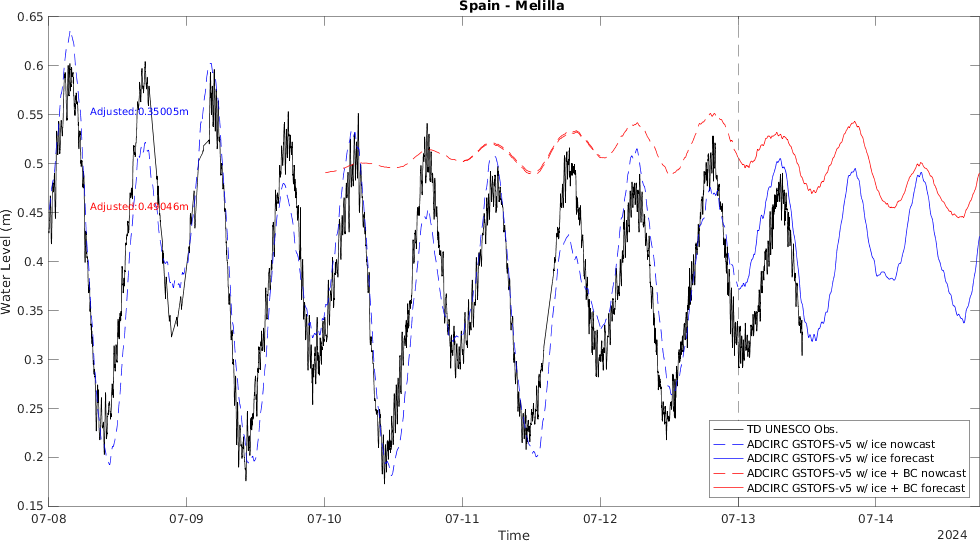 Spain - Melilla
0.65
0.6
0.55
0.5
0.45
0.4
0.35
0.3
0.25
0.2
0.15
Water Level (m)
Adjusted:0.35005m
Adjusted:0.45046m
TD UNESCO Obs.
ADCIRC GSTOFS-v5 w/ ice nowcast
ADCIRC GSTOFS-v5 w/ ice forecast
ADCIRC GSTOFS-v5 w/ ice + BC nowcast
ADCIRC GSTOFS-v5 w/ ice + BC forecast
07-08 07-09 07-10 07-11 07-12 07-13 07-14
Time
2024